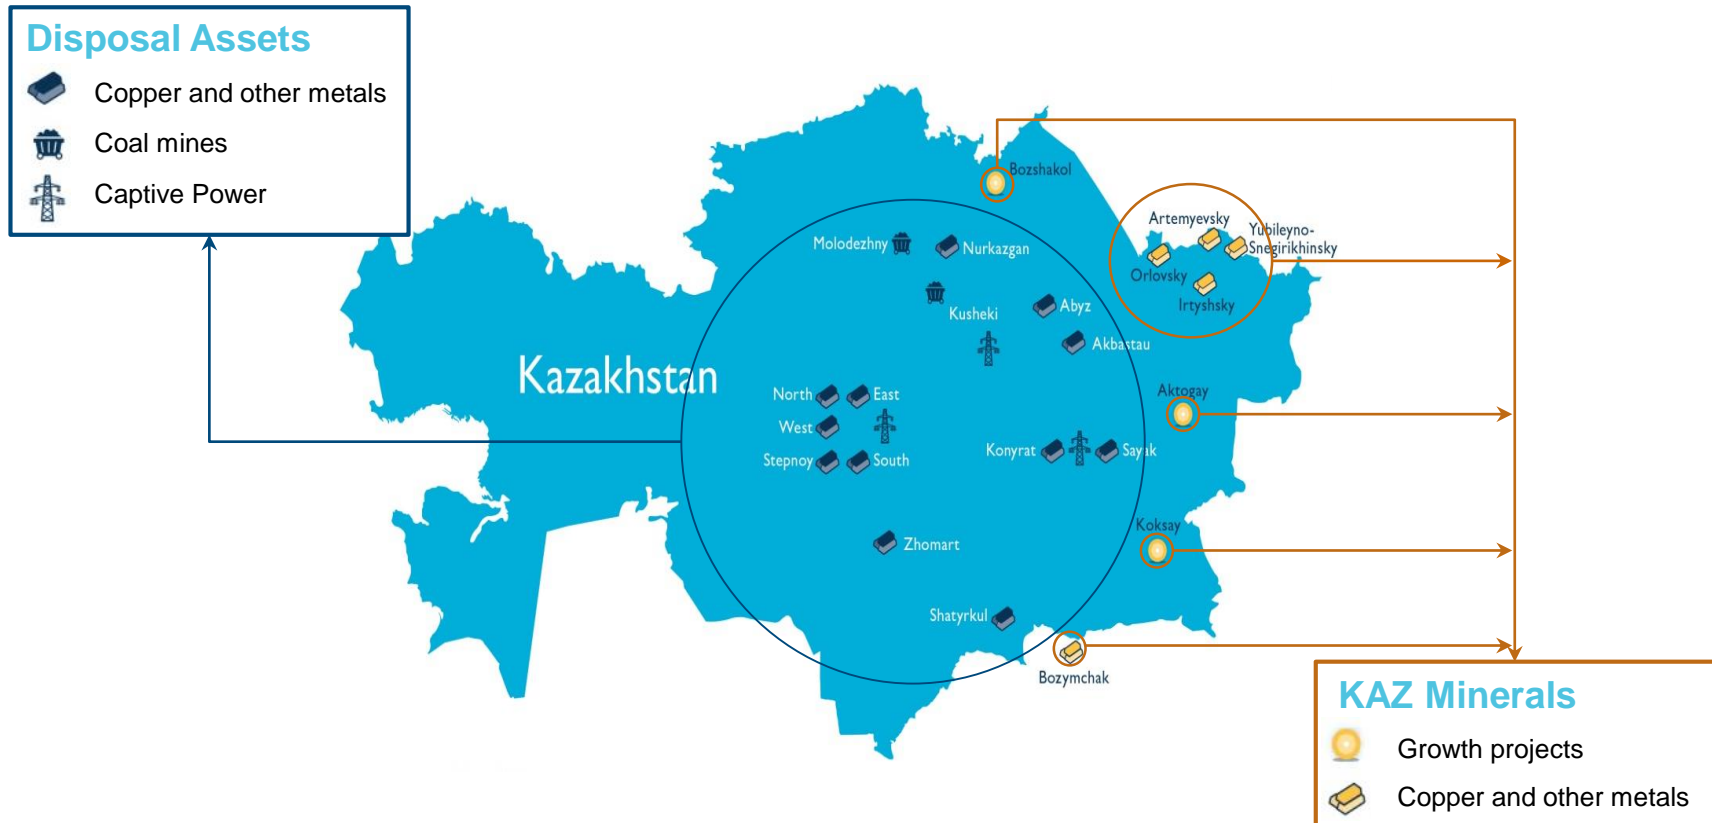 Disposal Assets
Copper and other metals
Coal mines
Captive Power
Bozshakol
Artemyevsky
Yubileyno-
Snegirikhinsky
Orlovsky
Irtyshsky
Molodezhny
Nurkazgan
Kusheki
Abyz
Akbastau
Kazakhstan
North
East
West
Stepnoy
South
Aktogay
Konyrat
Sayak
Koksay
Zhomart
Shatyrkul
Bozymchak
KAZ Minerals
Growth projects
Copper and other metals